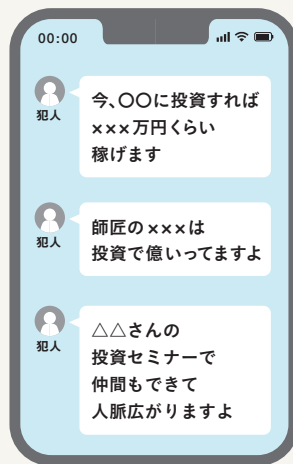 00:00
今、〇〇に投資すれば
×××万円くらい
稼げます
犯人
師匠の×××は
投資で億いってますよ
犯人
△△さんの
投資セミナーで
仲間もできて
人脈広がりますよ
犯人